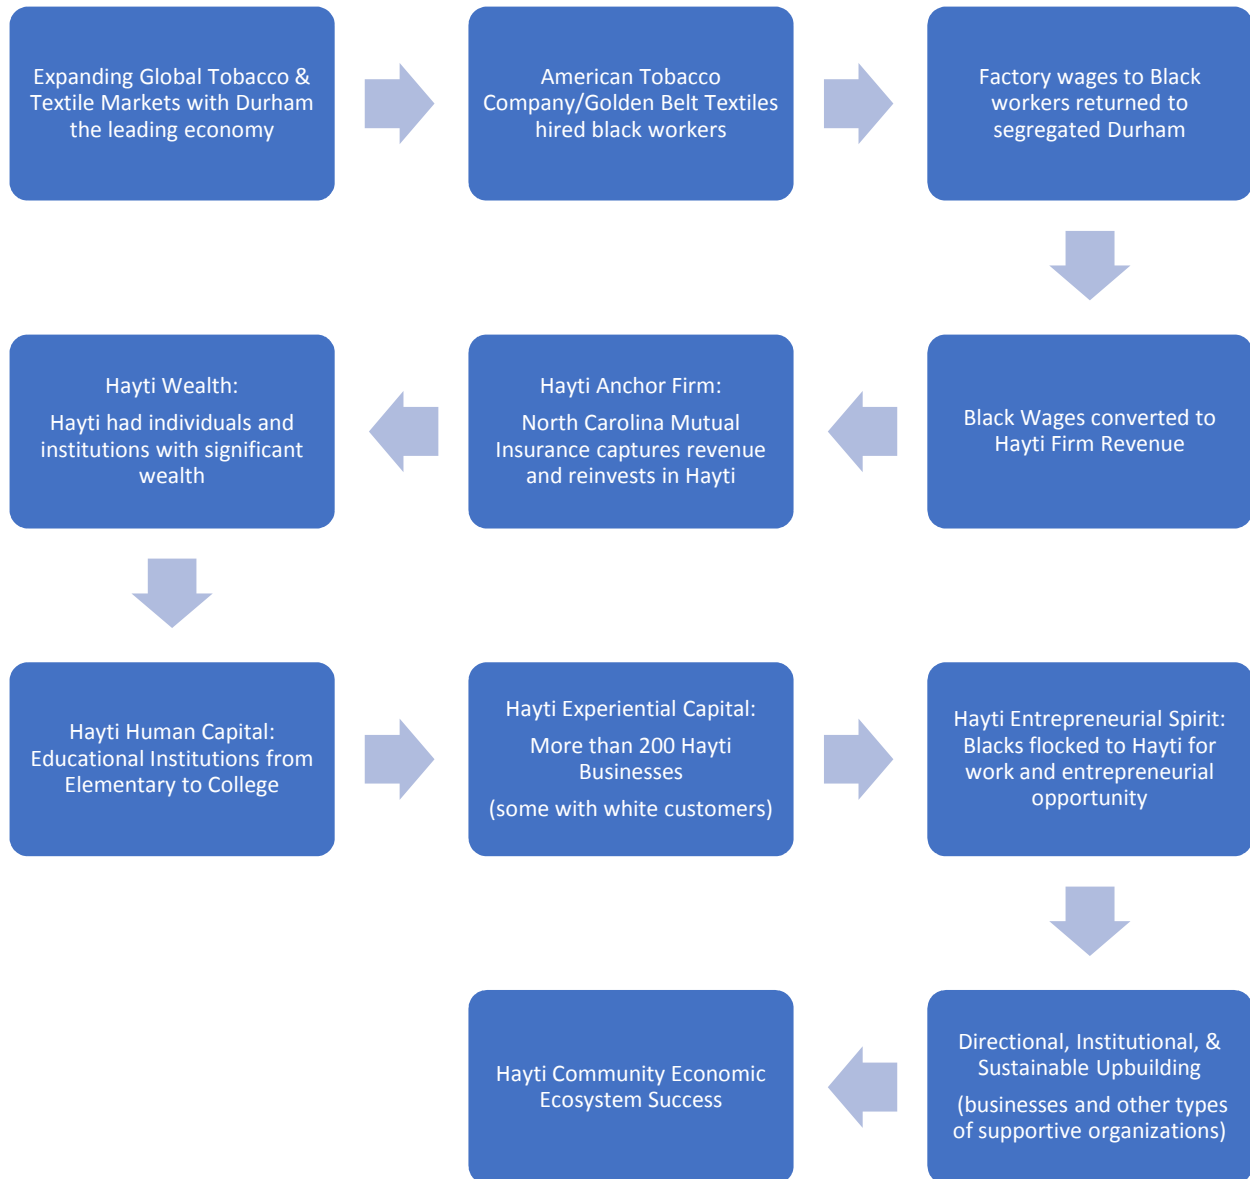 Expanding Global Tobacco &
Textile Markets with Durham
the leading economy
American Tobacco
Company/Golden Belt Textiles
hired black workers
Factory wages to Black
workers returned to
segregated Durham
Black Wages converted to
Hayti Firm Revenue
Hayti Anchor Firm:
North Carolina Mutual
Insurance captures revenue
and reinvests in Hayti
Hayti Wealth:
Hayti had individuals and
institutions with significant
wealth
Hayti Human Capital:
Educational Institutions from
Elementary to College
Hayti Experiential Capital:
More than 200 Hayti
Businesses
(some with white customers)
Hayti Entrepreneurial Spirit:
Blacks flocked to Hayti for
work and entrepreneurial
opportunity
Directional, Institutional, &
Sustainable Upbuilding
(businesses and other types
of supportive organizations)
Hayti Community Economic
Ecosystem Success